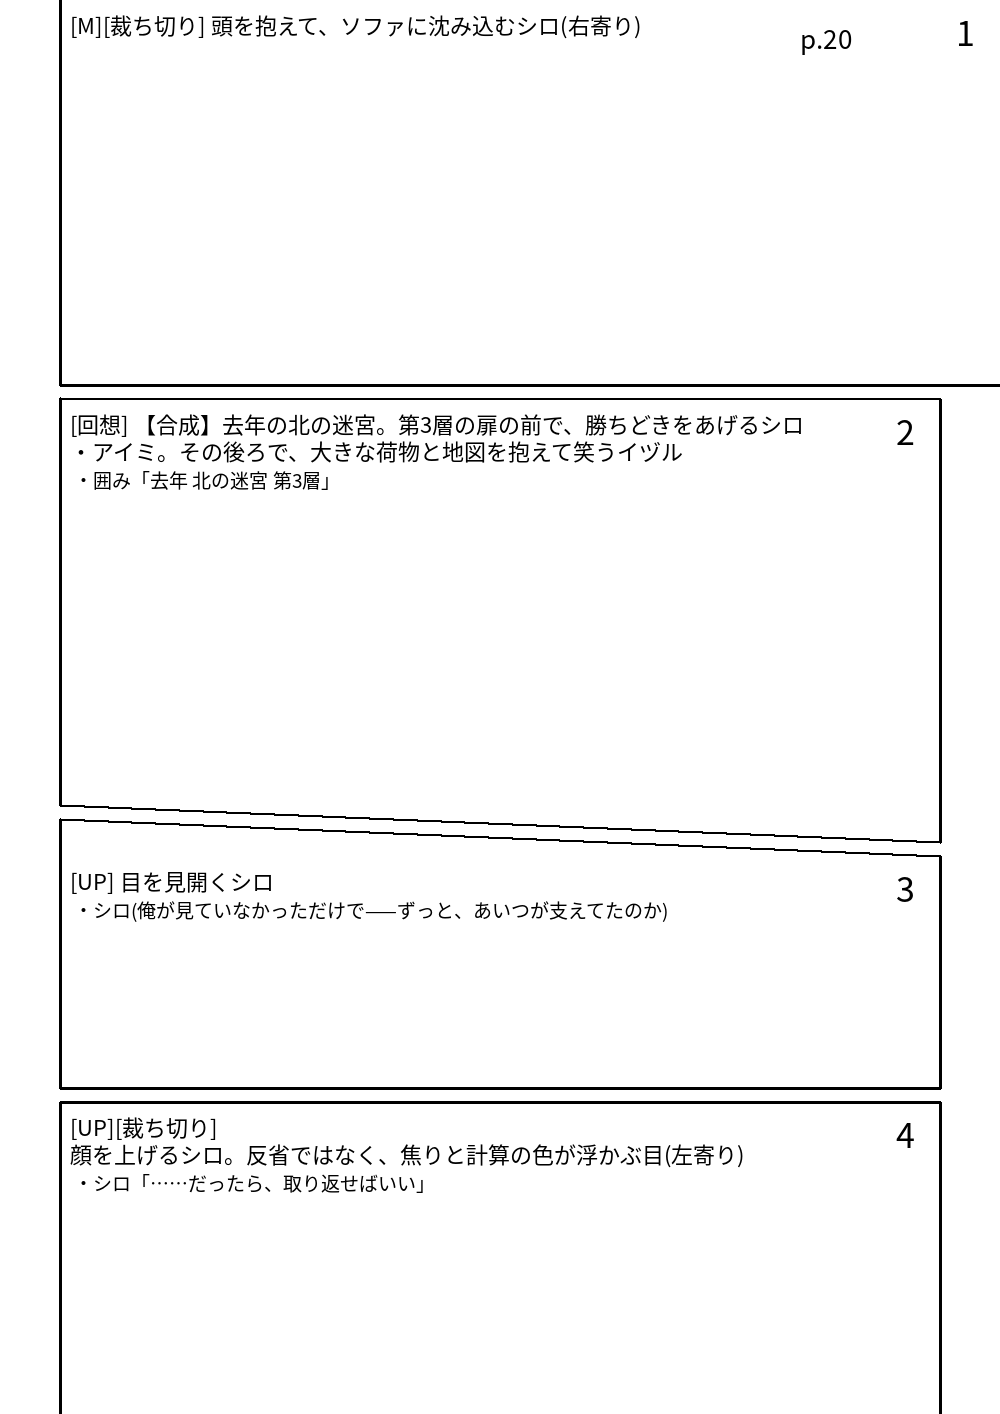 [M][裁ち切り] 頭を抱えて、ソファに沈み込むシロ(右寄り)
p.20
1
[回想] 【合成】去年の北の迷宮。第3層の扉の前で、勝ちどきをあげるシロ
・アイミ。その後ろで、大きな荷物と地図を抱えて笑うイヅル
・囲み「去年 北の迷宮 第3層」
2
[UP] 目を見開くシロ
・シロ(俺が見ていなかっただけで――ずっと、あいつが支えてたのか)
3
[UP][裁ち切り]
顔を上げるシロ。反省ではなく、焦りと計算の色が浮かぶ目(左寄り)
・シロ「……だったら、取り返せばいい」
4